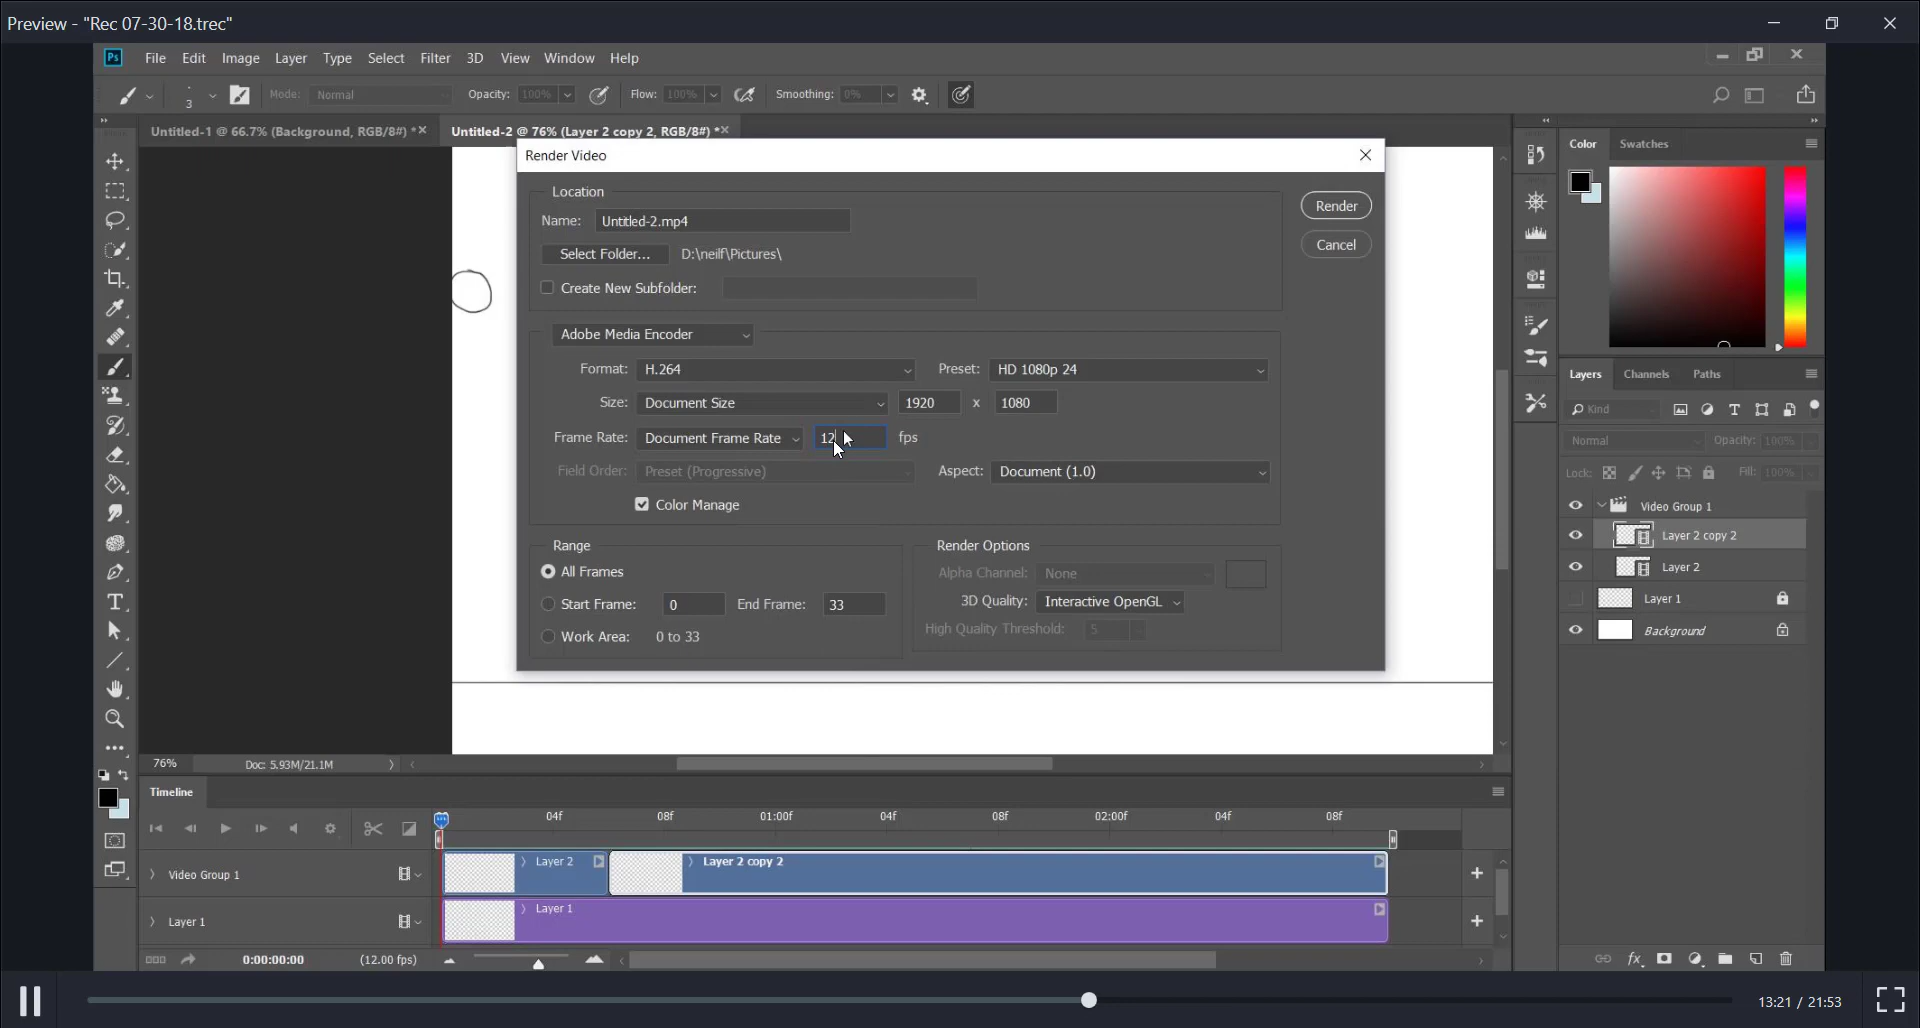 Preview - "Rec 07-30-18.trec"
Ps File Edit Image Layer Type Select Filter 3D View Window Help
3 Mode: Normal Opacity: 100% Flow: 100% Smoothing: 0%
Untitled-1 @ 66.7% (Background, RGB/8#) * Untitled-2 @ 76% (Layer 2 copy 2, RGB/8#) *
Render Video
Location
Name: Untitled-2.mp4
Select Folder... D:\neilf\Pictures\
Create New Subfolder:
Render
Cancel
Adobe Media Encoder
Format: H.264 Preset: HD 1080p 24
Size: Document Size 1920 x 1080
Frame Rate: Document Frame Rate 12 fps
Field Order: Preset (Progressive) Aspect: Document (1.0)
Color Manage
Range
All Frames
Start Frame: 0 End Frame: 33
Work Area: 0 to 33
Render Options
Alpha Channel: None
3D Quality: Interactive OpenGL
High Quality Threshold: 5
Color Swatches
Layers Channels Paths
Kind
Normal Opacity: 100%
Lock: Fill: 100%
Video Group 1
Layer 2 copy 2
Layer 2
Layer 1
Background
76% Doc: 5.93M/21.1M
Timeline
04f 08f 01:00f 04f 08f 02:00f 04f 08f
Video Group 1 Layer 2 Layer 2 copy 2
Layer 1 Layer 1
0:00:00:00 (12.00 fps)
fx
13:21 / 21:53